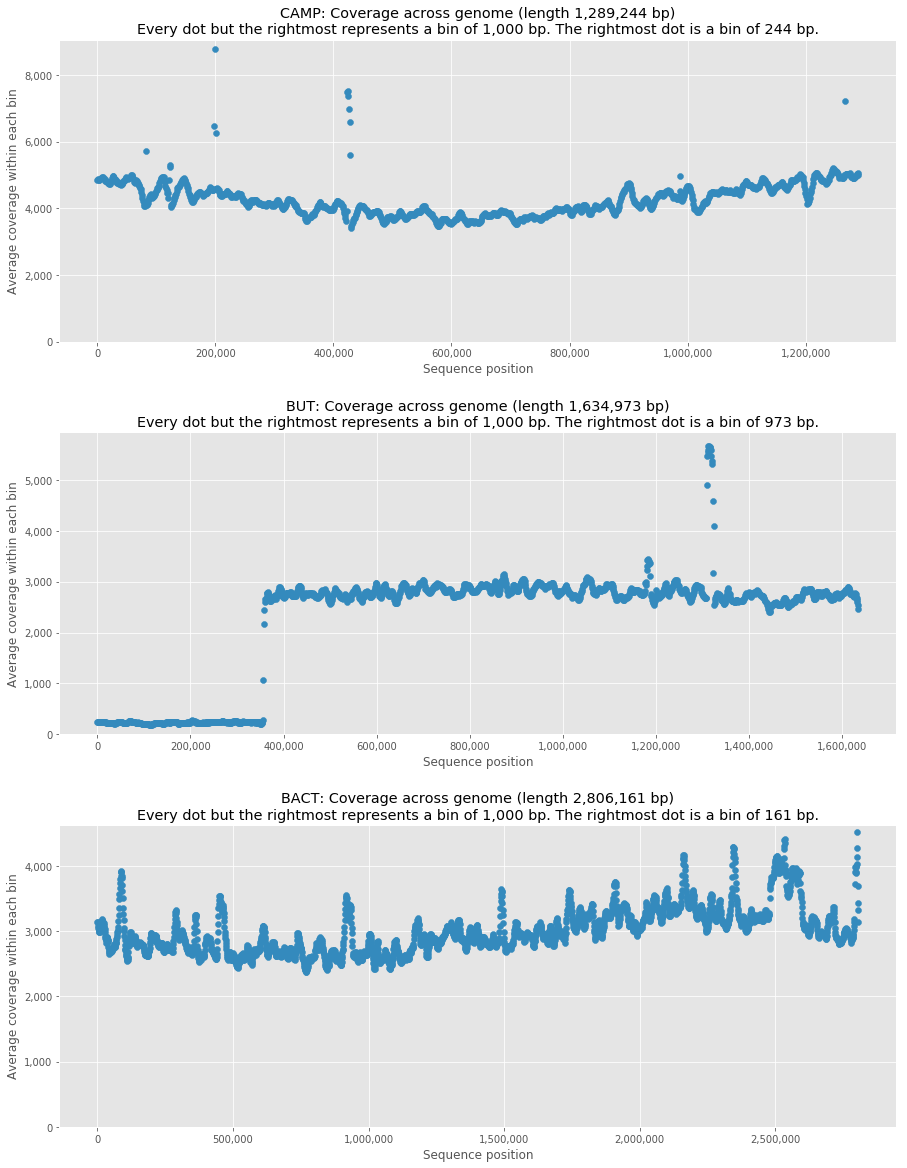 CAMP: Coverage across genome (length 1,289,244 bp)
Every dot but the rightmost represents a bin of 1,000 bp. The rightmost dot is a bin of 244 bp.
Average coverage within each bin
8,000
6,000
4,000
2,000
0
0 200,000 400,000 600,000 800,000 1,000,000 1,200,000
Sequence position
BUT: Coverage across genome (length 1,634,973 bp)
Every dot but the rightmost represents a bin of 1,000 bp. The rightmost dot is a bin of 973 bp.
Average coverage within each bin
5,000
4,000
3,000
2,000
1,000
0
0 200,000 400,000 600,000 800,000 1,000,000 1,200,000 1,400,000 1,600,000
Sequence position
BACT: Coverage across genome (length 2,806,161 bp)
Every dot but the rightmost represents a bin of 1,000 bp. The rightmost dot is a bin of 161 bp.
Average coverage within each bin
4,000
3,000
2,000
1,000
0
0 500,000 1,000,000 1,500,000 2,000,000 2,500,000
Sequence position